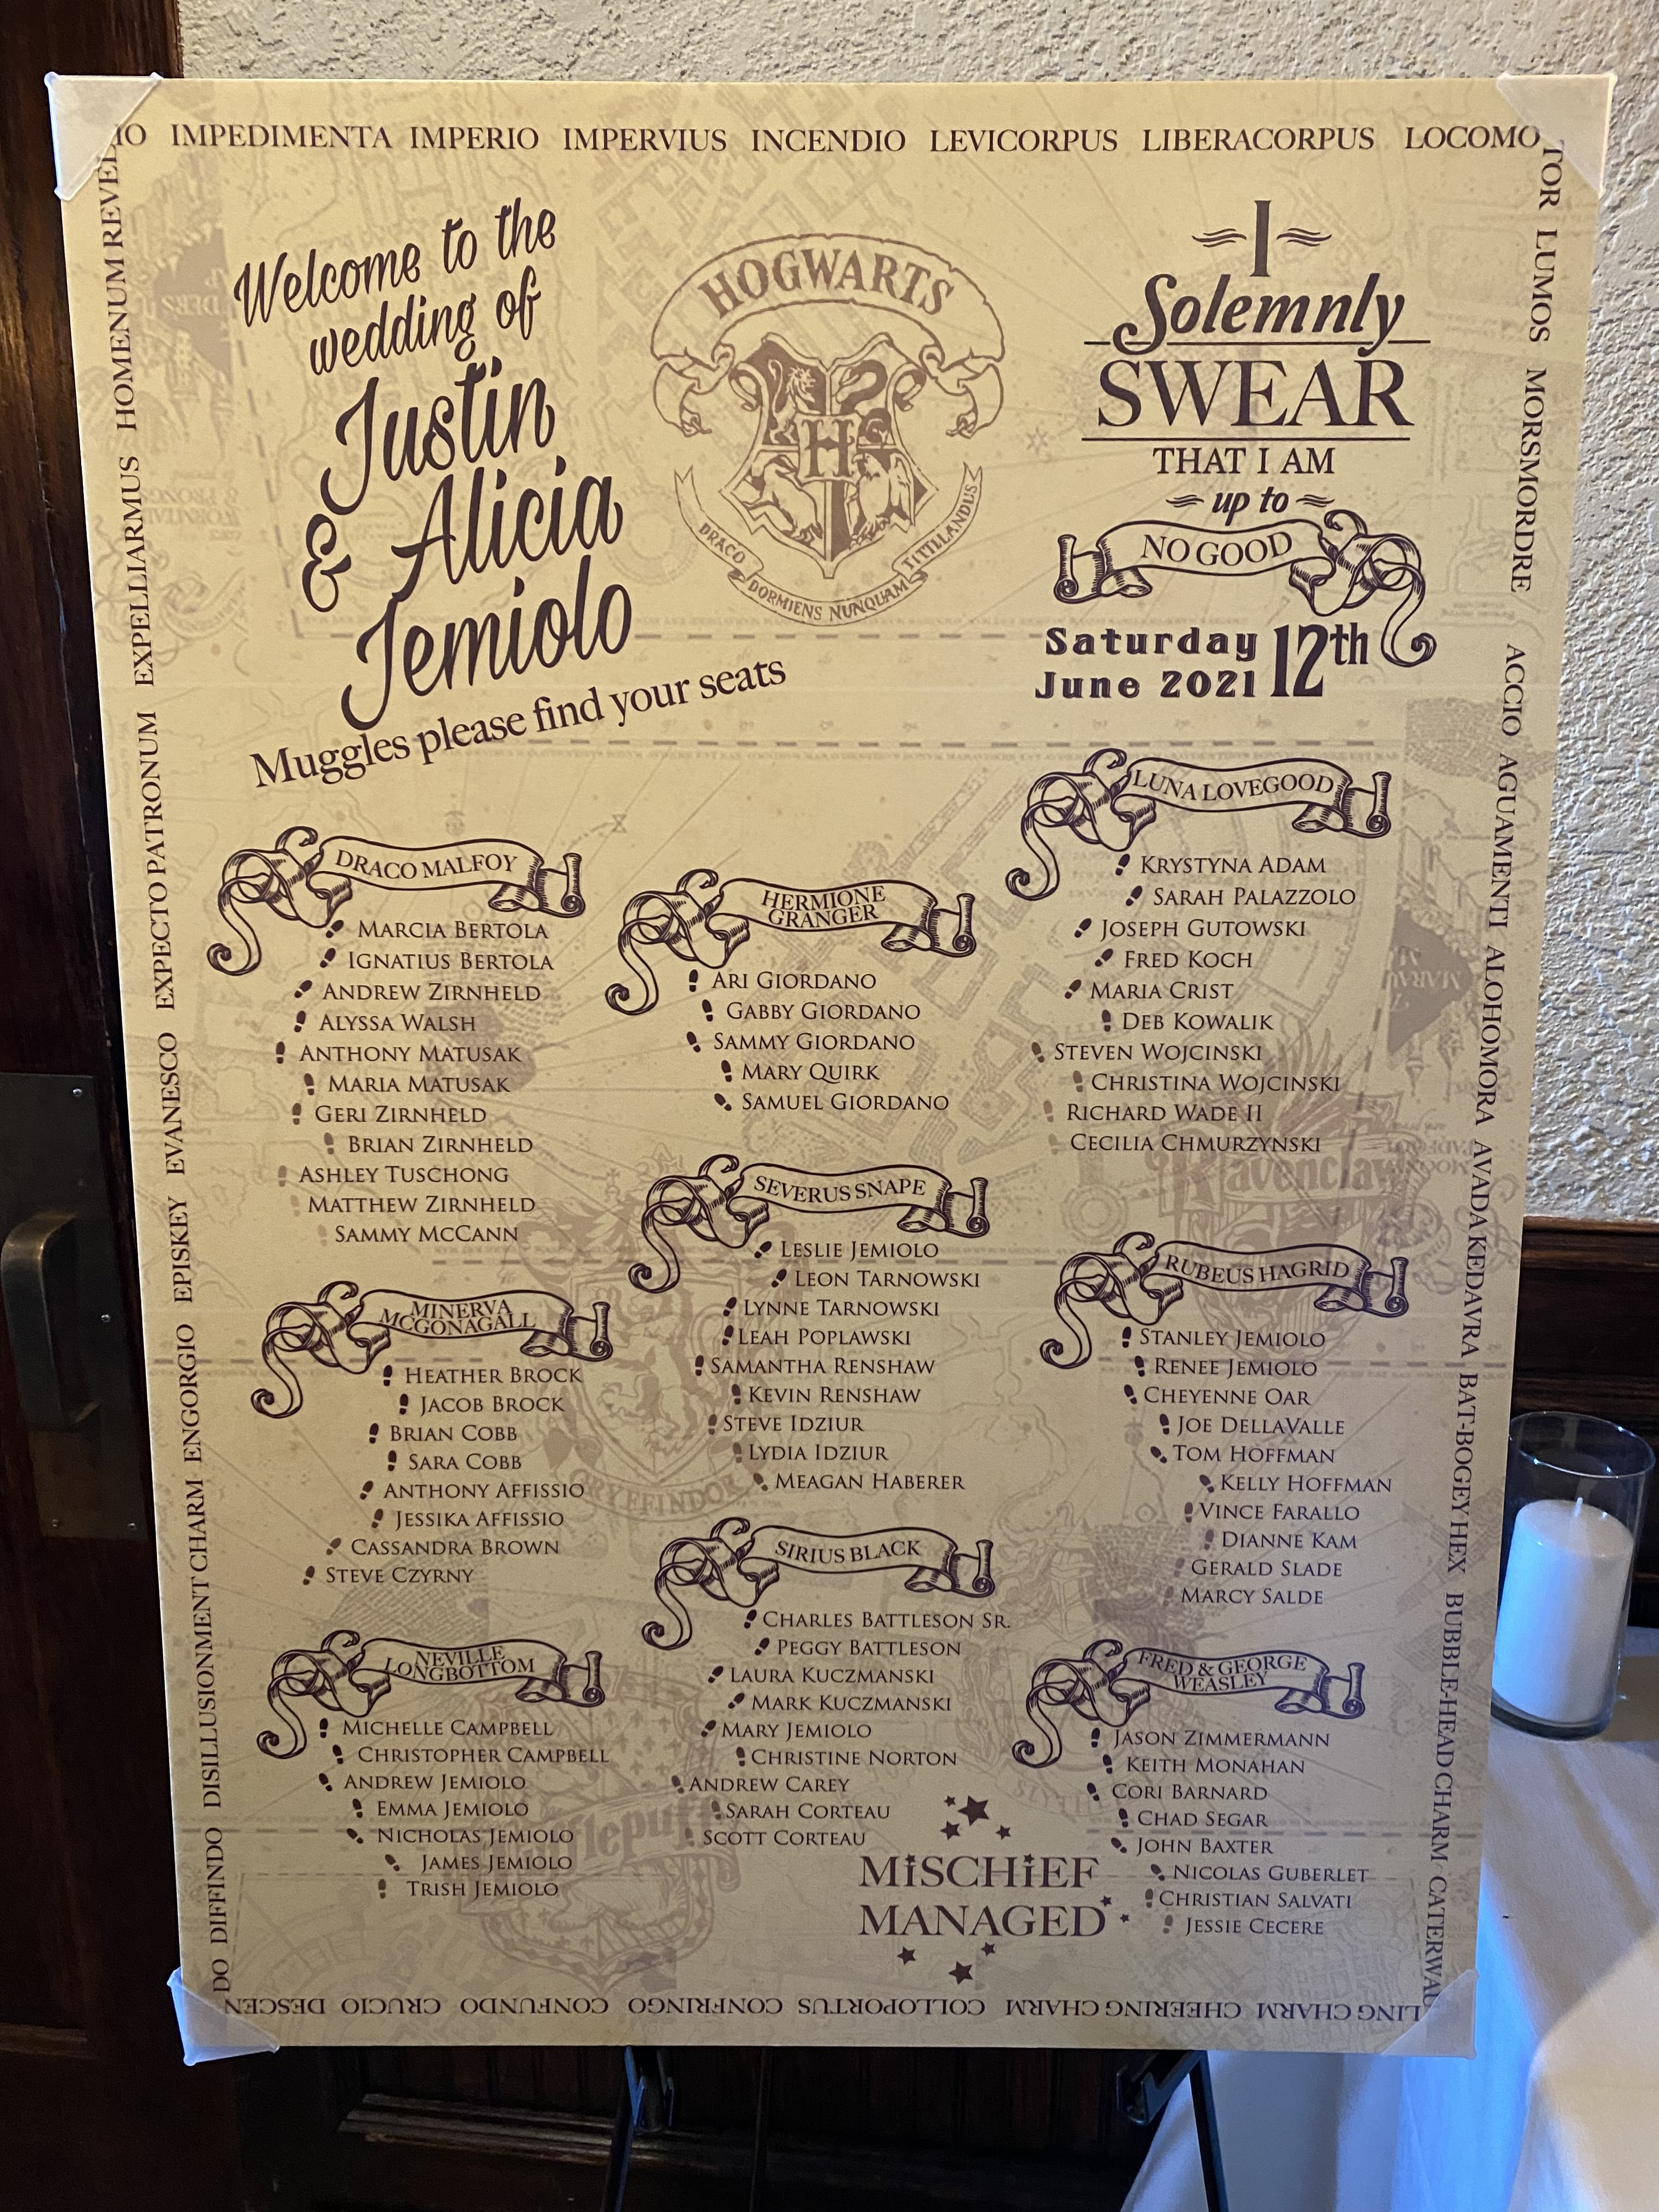 IO IMPEDIMENTA IMPERIO IMPERVIUS INCENDIO LEVICORPUS LIBERACORPUS LOCOMO
TOR LUMOS MORSMORDRE ACCIO AGUAMENTI ALOHOMORA AVADA KEDAVRA BAT-BOGEY HEX BUBBLE-HEAD CHARM CATERWAU
LING CHARM CHEERING CHARM COLLOPORTUS CONFRINGO CONFUNDO CRUCIO DESCEN
DO DIFFINDO DISILLUSIONMENT CHARM ENGORGIO EPISKEY EVANESCO EXPECTO PATRONUM EXPELLIARMUS HOMENUM REVEL
Welcome to the
wedding of
Justin
& Alicia
Jemiolo
Muggles please find your seats
HOGWARTS
H
DRACO DORMIENS NUNQUAM TITILLANDUS
I
Solemnly
SWEAR
THAT I AM
up to
NO GOOD
Saturday 12th
June 2021
DRACO MALFOY
MARCIA BERTOLA
IGNATIUS BERTOLA
ANDREW ZIRNHELD
ALYSSA WALSH
ANTHONY MATUSAK
MARIA MATUSAK
GERI ZIRNHELD
BRIAN ZIRNHELD
ASHLEY TUSCHONG
MATTHEW ZIRNHELD
SAMMY MCCANN
MINERVA
MCGONAGALL
HEATHER BROCK
JACOB BROCK
BRIAN COBB
SARA COBB
ANTHONY AFFISSIO
JESSIKA AFFISSIO
CASSANDRA BROWN
STEVE CZYRNY
NEVILLE
LONGBOTTOM
MICHELLE CAMPBELL
CHRISTOPHER CAMPBELL
ANDREW JEMIOLO
EMMA JEMIOLO
NICHOLAS JEMIOLO
JAMES JEMIOLO
TRISH JEMIOLO
HERMIONE
GRANGER
ARI GIORDANO
GABBY GIORDANO
SAMMY GIORDANO
MARY QUIRK
SAMUEL GIORDANO
SEVERUS SNAPE
LESLIE JEMIOLO
LEON TARNOWSKI
LYNNE TARNOWSKI
LEAH POPLAWSKI
SAMANTHA RENSHAW
KEVIN RENSHAW
STEVE IDZIUR
LYDIA IDZIUR
MEAGAN HABERER
GRYFFINDOR
SIRIUS BLACK
CHARLES BATTLESON SR.
PEGGY BATTLESON
LAURA KUCZMANSKI
MARK KUCZMANSKI
MARY JEMIOLO
CHRISTINE NORTON
ANDREW CAREY
SARAH CORTEAU
SCOTT CORTEAU
MiSCHiEF
MANAGED
LUNA LOVEGOOD
KRYSTYNA ADAM
SARAH PALAZZOLO
JOSEPH GUTOWSKI
FRED KOCH
MARIA CRIST
DEB KOWALIK
STEVEN WOJCINSKI
CHRISTINA WOJCINSKI
RICHARD WADE II
CECILIA CHMURZYNSKI
Ravenclaw
RUBEUS HAGRID
STANLEY JEMIOLO
RENEE JEMIOLO
CHEYENNE OAR
JOE DELLAVALLE
TOM HOFFMAN
KELLY HOFFMAN
VINCE FARALLO
DIANNE KAM
GERALD SLADE
MARCY SALDE
FRED & GEORGE
WEASLEY
JASON ZIMMERMANN
KEITH MONAHAN
CORI BARNARD
CHAD SEGAR
JOHN BAXTER
NICOLAS GUBERLET
CHRISTIAN SALVATI
JESSIE CECERE